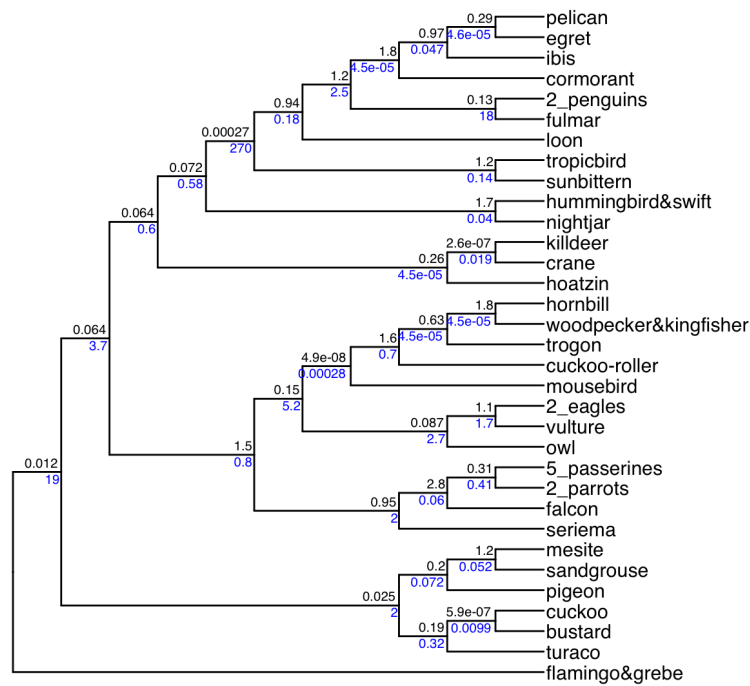 0.29 pelican
0.97 4.6e-05 egret
1.8 0.047 ibis
1.2 4.5e-05 cormorant
0.94 2.5 0.13 2_penguins
0.00027 0.18 18 fulmar
0.072 270 loon
1.2 tropicbird
0.58 0.14 sunbittern
1.7 hummingbird&swift
0.064 0.04 nightjar
0.6 2.6e-07 killdeer
0.26 0.019 crane
4.5e-05 hoatzin
1.8 hornbill
0.63 4.5e-05 woodpecker&kingfisher
0.064 1.6 4.5e-05 trogon
3.7 4.9e-08 0.7 cuckoo-roller
0.15 0.00028 mousebird
5.2 1.1 2_eagles
0.087 1.7 vulture
1.5 2.7 owl
0.012 0.8 0.31 5_passerines
19 2.8 0.41 2_parrots
0.95 0.06 falcon
2 seriema
1.2 mesite
0.2 0.052 sandgrouse
0.025 0.072 pigeon
2 5.9e-07 cuckoo
0.19 0.0099 bustard
0.32 turaco
flamingo&grebe